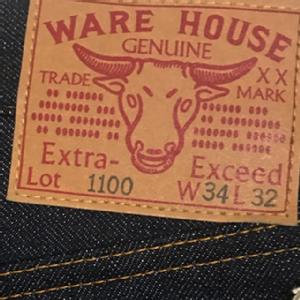 WARE HOUSE
GENUINE
TRADE XX
MARK
Extra- Exceed
Lot 1100 W34 L32